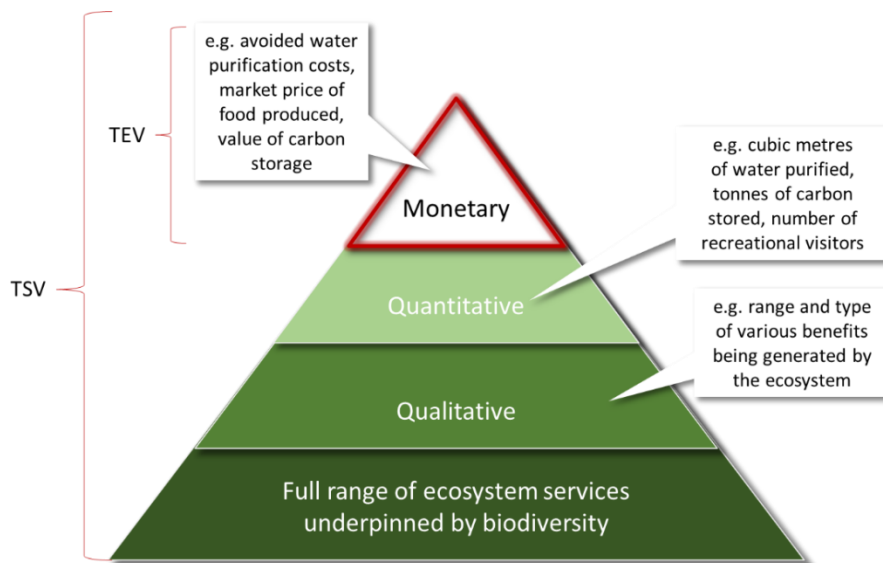 e.g. avoided water
purification costs,
market price of
food produced,
value of carbon
storage
TEV
e.g. cubic metres
of water purified,
tonnes of carbon
stored, number of
recreational visitors
Monetary
TSV
Quantitative
e.g. range and type
of various benefits
being generated by
the ecosystem
Qualitative
Full range of ecosystem services
underpinned by biodiversity